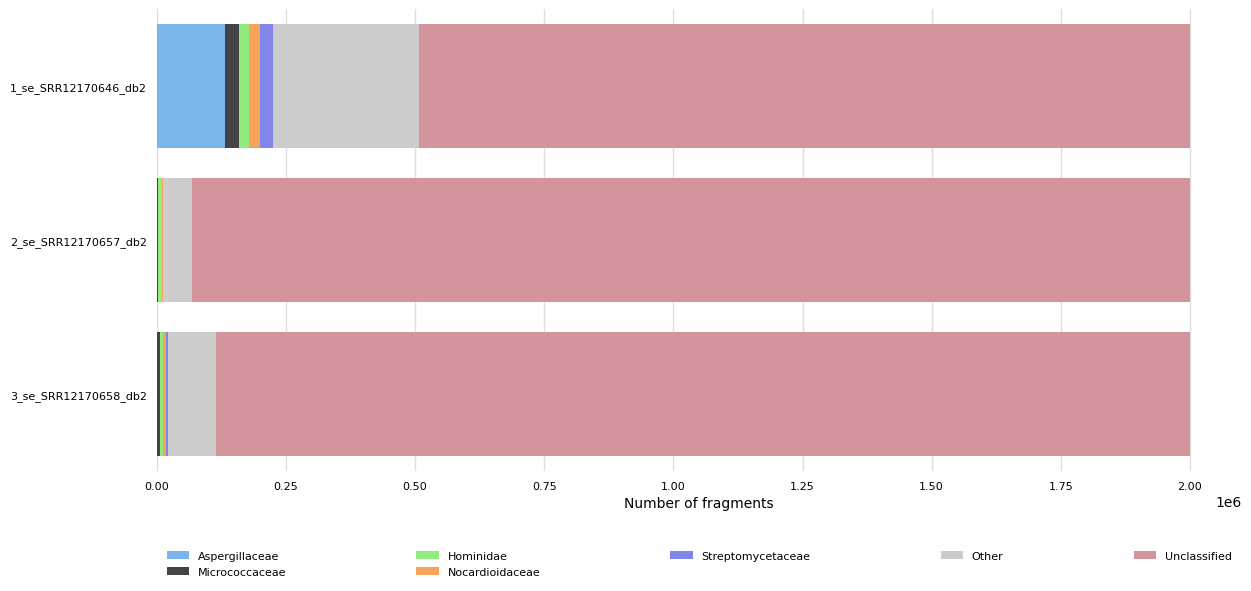 1_se_SRR12170646_db2
2_se_SRR12170657_db2
3_se_SRR12170658_db2
0.00 0.25 0.50 0.75 1.00 1.25 1.50 1.75 2.00
Number of fragments 1e6
Aspergillaceae Hominidae Streptomycetaceae Other Unclassified
Micrococcaceae Nocardioidaceae